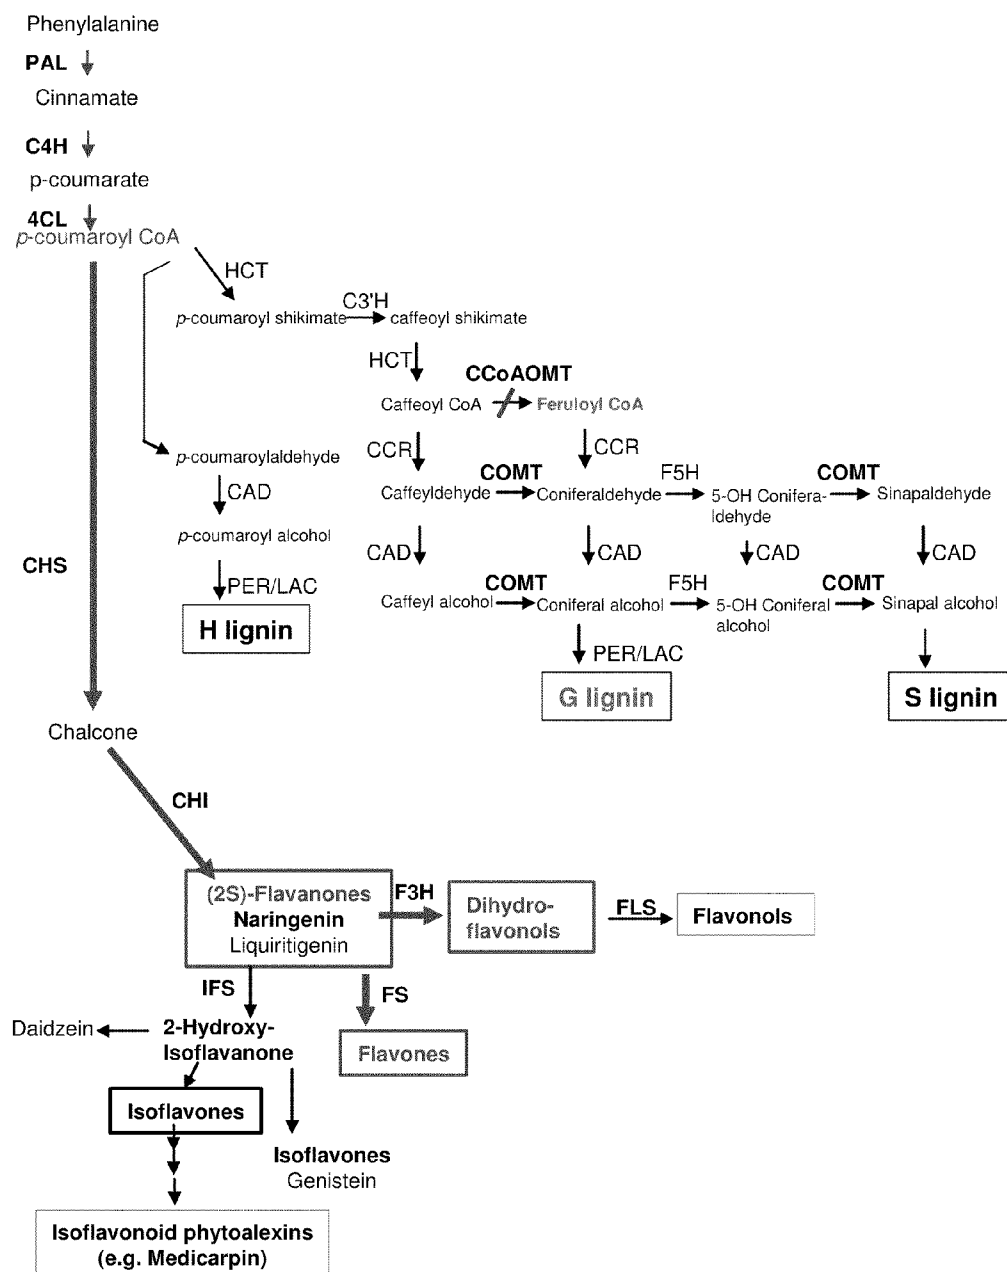 Phenylalanine
PAL
Cinnamate
C4H
p-coumarate
4CL
p-coumaroyl CoA
HCT
C3'H
p-coumaroyl shikimate
caffeoyl shikimate
HCT
CCoAOMT
Caffeoyl CoA
Feruloyl CoA
CCR
CCR
p-coumaroylaldehyde
COMT
F5H
COMT
Caffeyldehyde
Coniferaldehyde
5-OH Conifera-
ldehyde
Sinapaldehyde
CAD
p-coumaroyl alcohol
CAD
CAD
CAD
CAD
CHS
PER/LAC
COMT
F5H
COMT
Caffeyl alcohol
Coniferal alcohol
5-OH Coniferal
alcohol
Sinapal alcohol
H lignin
PER/LAC
G lignin
S lignin
Chalcone
CHI
(2S)-Flavanones
Naringenin
Liquiritigenin
F3H
Dihydro-
flavonols
FLS
Flavonols
IFS
FS
Daidzein
2-Hydroxy-
Isoflavanone
Flavones
Isoflavones
Isoflavones
Genistein
Isoflavonoid phytoalexins
(e.g. Medicarpin)